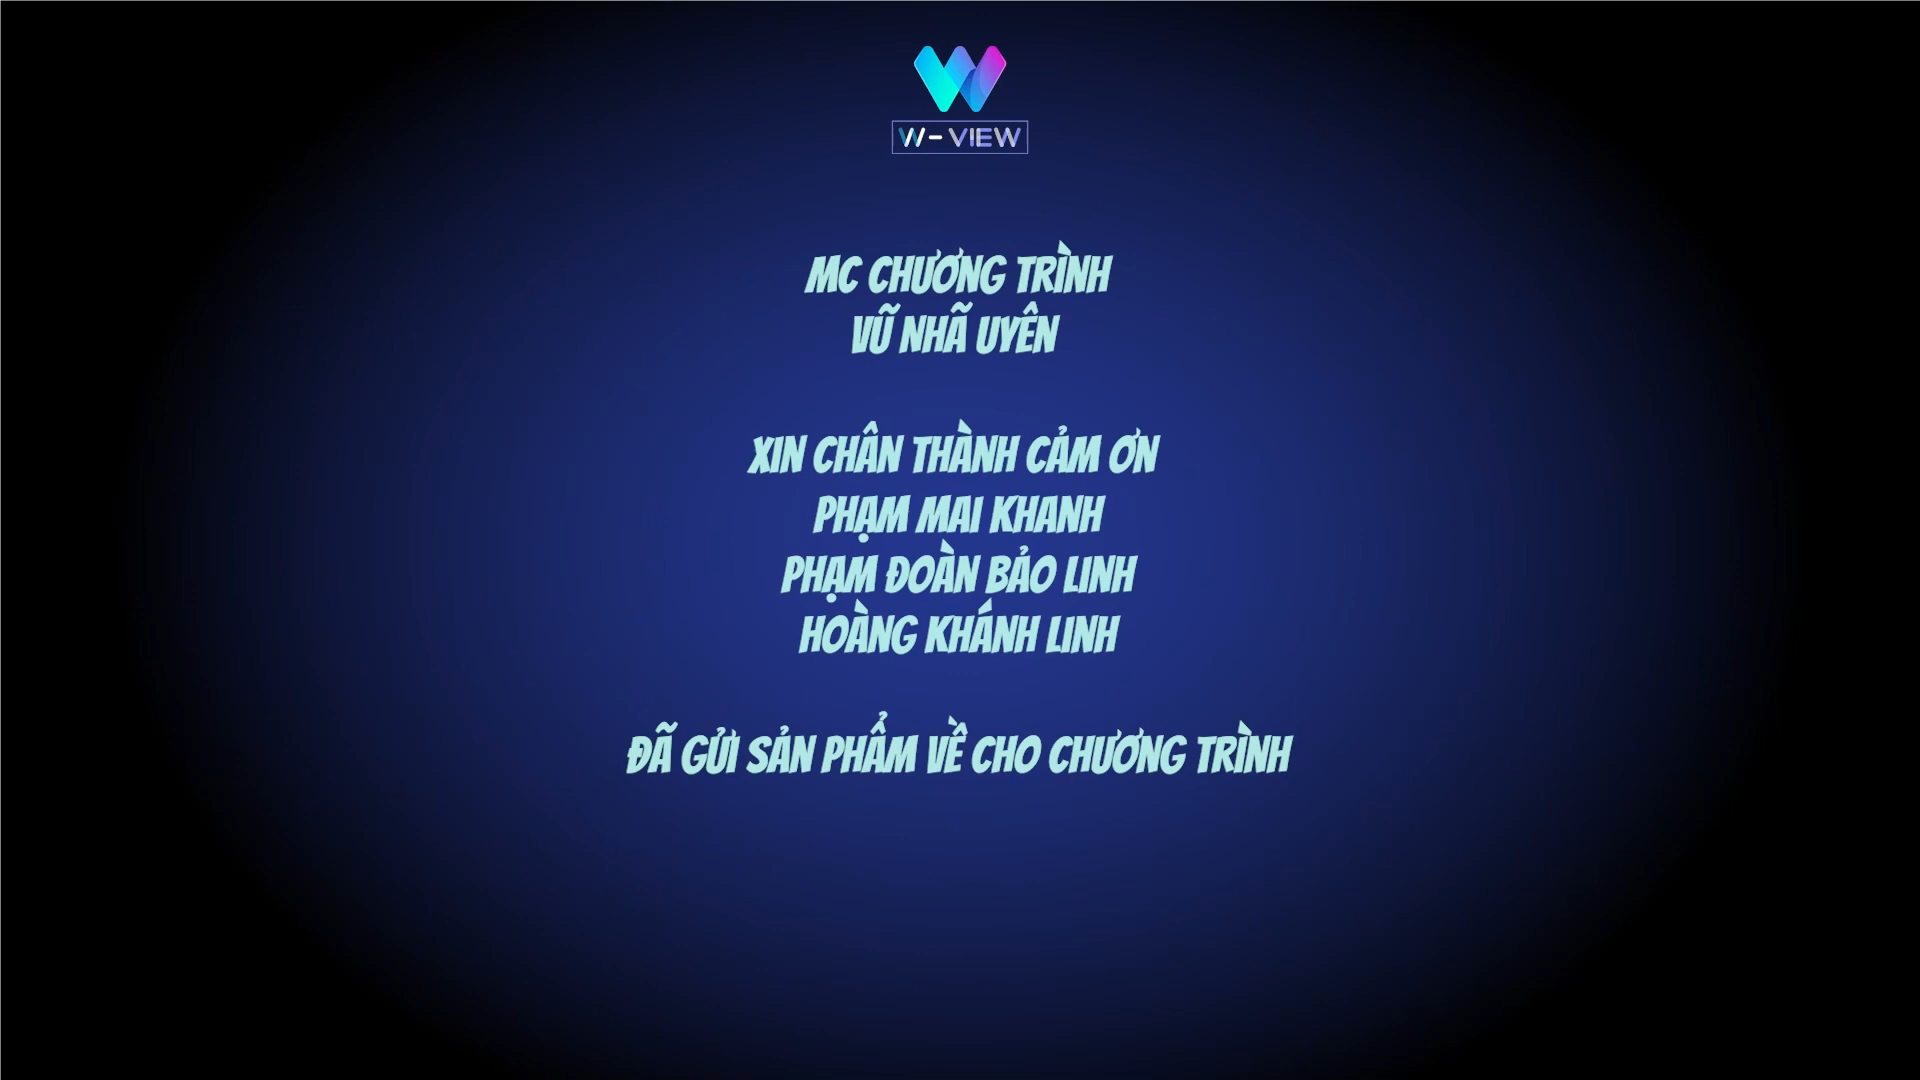 W-VIEW
MC CHƯƠNG TRÌNH
VŨ NHÃ UYÊN
XIN CHÂN THÀNH CẢM ƠN
PHẠM MAI KHANH
PHẠM ĐOÀN BẢO LINH
HOÀNG KHÁNH LINH
ĐÃ GỬI SẢN PHẨM VỀ CHO CHƯƠNG TRÌNH